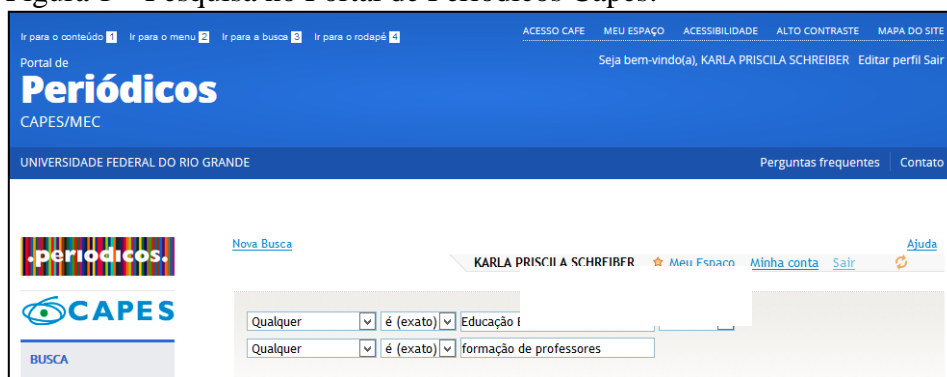 Figura 1 – Pesquisa no Portal de Periódicos Capes.
Ir para o conteúdo 1 Ir para o menu 2 Ir para a busca 3 Ir para o rodapé 4
ACESSO CAFE MEU ESPAÇO ACESSIBILIDADE ALTO CONTRASTE MAPA DO SITE
Portal de
Seja bem-vindo(a), KARLA PRISCILA SCHREIBER Editar perfil Sair
Periódicos
CAPES/MEC
UNIVERSIDADE FEDERAL DO RIO GRANDE
Perguntas frequentes Contato
.periodicos.
Nova Busca
Ajuda
KARLA PRISCILA SCHREIBER Meu Espaço Minha conta Sair
CAPES
Qualquer é (exato) Educação
Qualquer é (exato) formação de professores
BUSCA